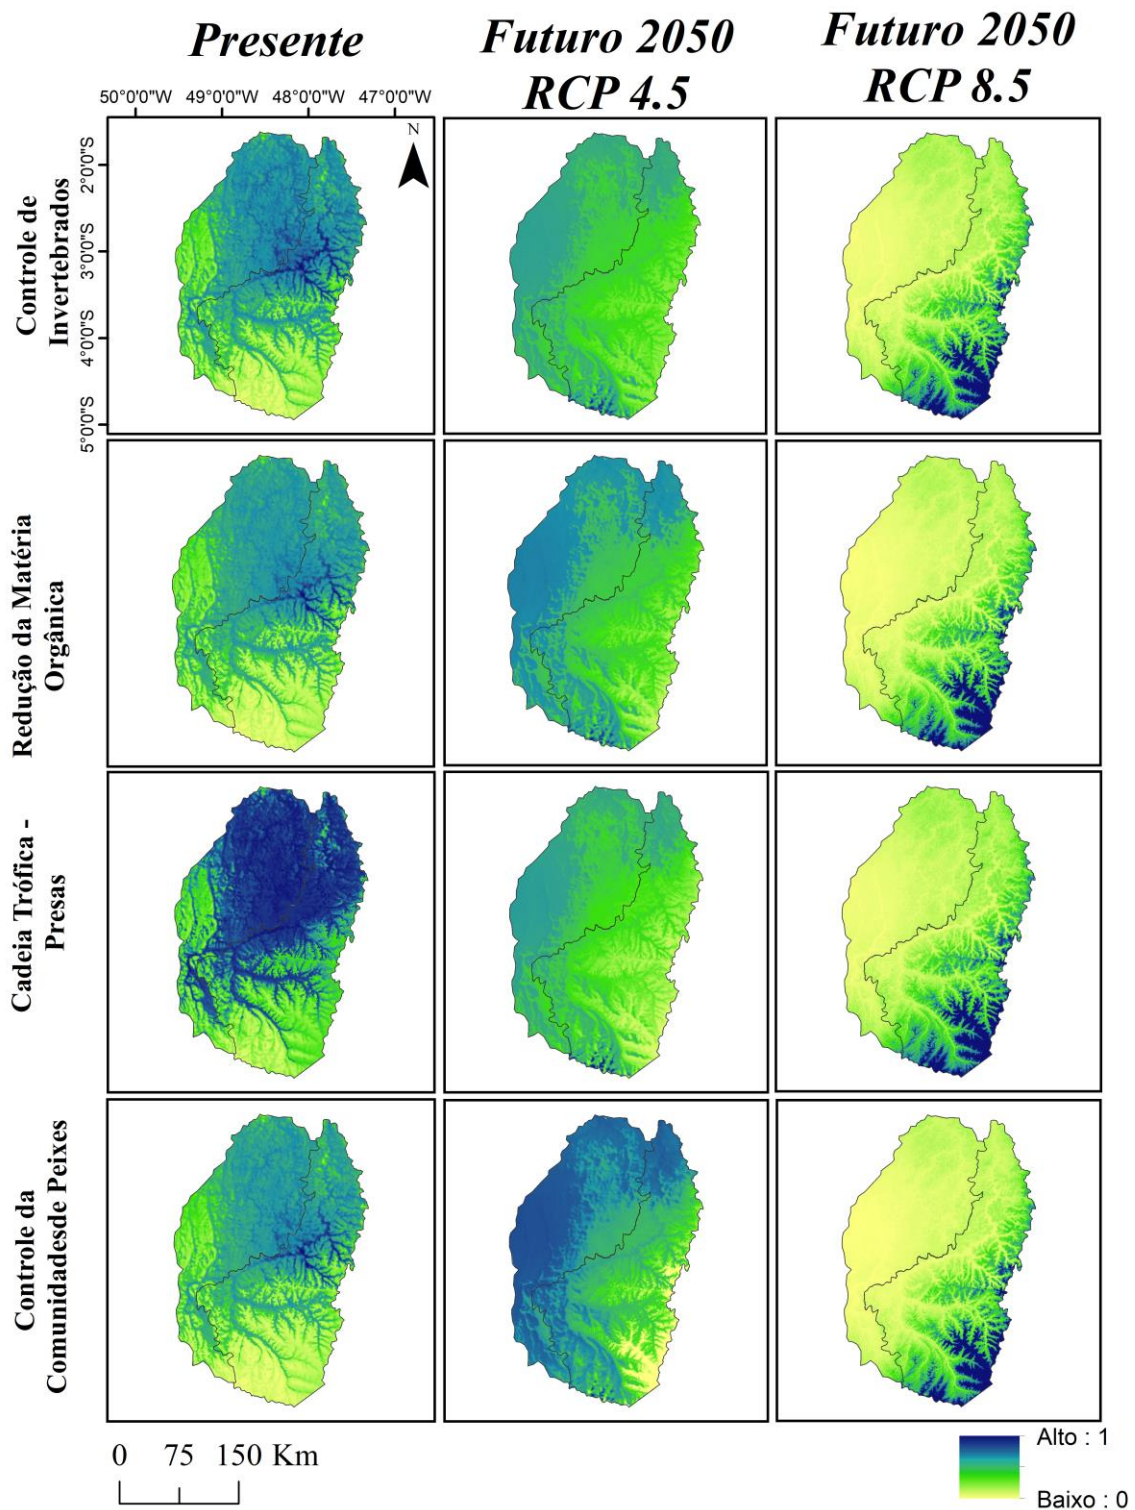 Presente
Futuro 2050
RCP 4.5
Futuro 2050
RCP 8.5
50°0'0"W 49°0'0"W 48°0'0"W 47°0'0"W
N
2°0'0"S
3°0'0"S
4°0'0"S
5°0'0"S
Controle de
Invertebrados
Redução da Matéria
Orgânica
Cadeia Trófica -
Presas
Controle da
Comunidadesde Peixes
0 75 150 Km
Alto : 1
Baixo : 0